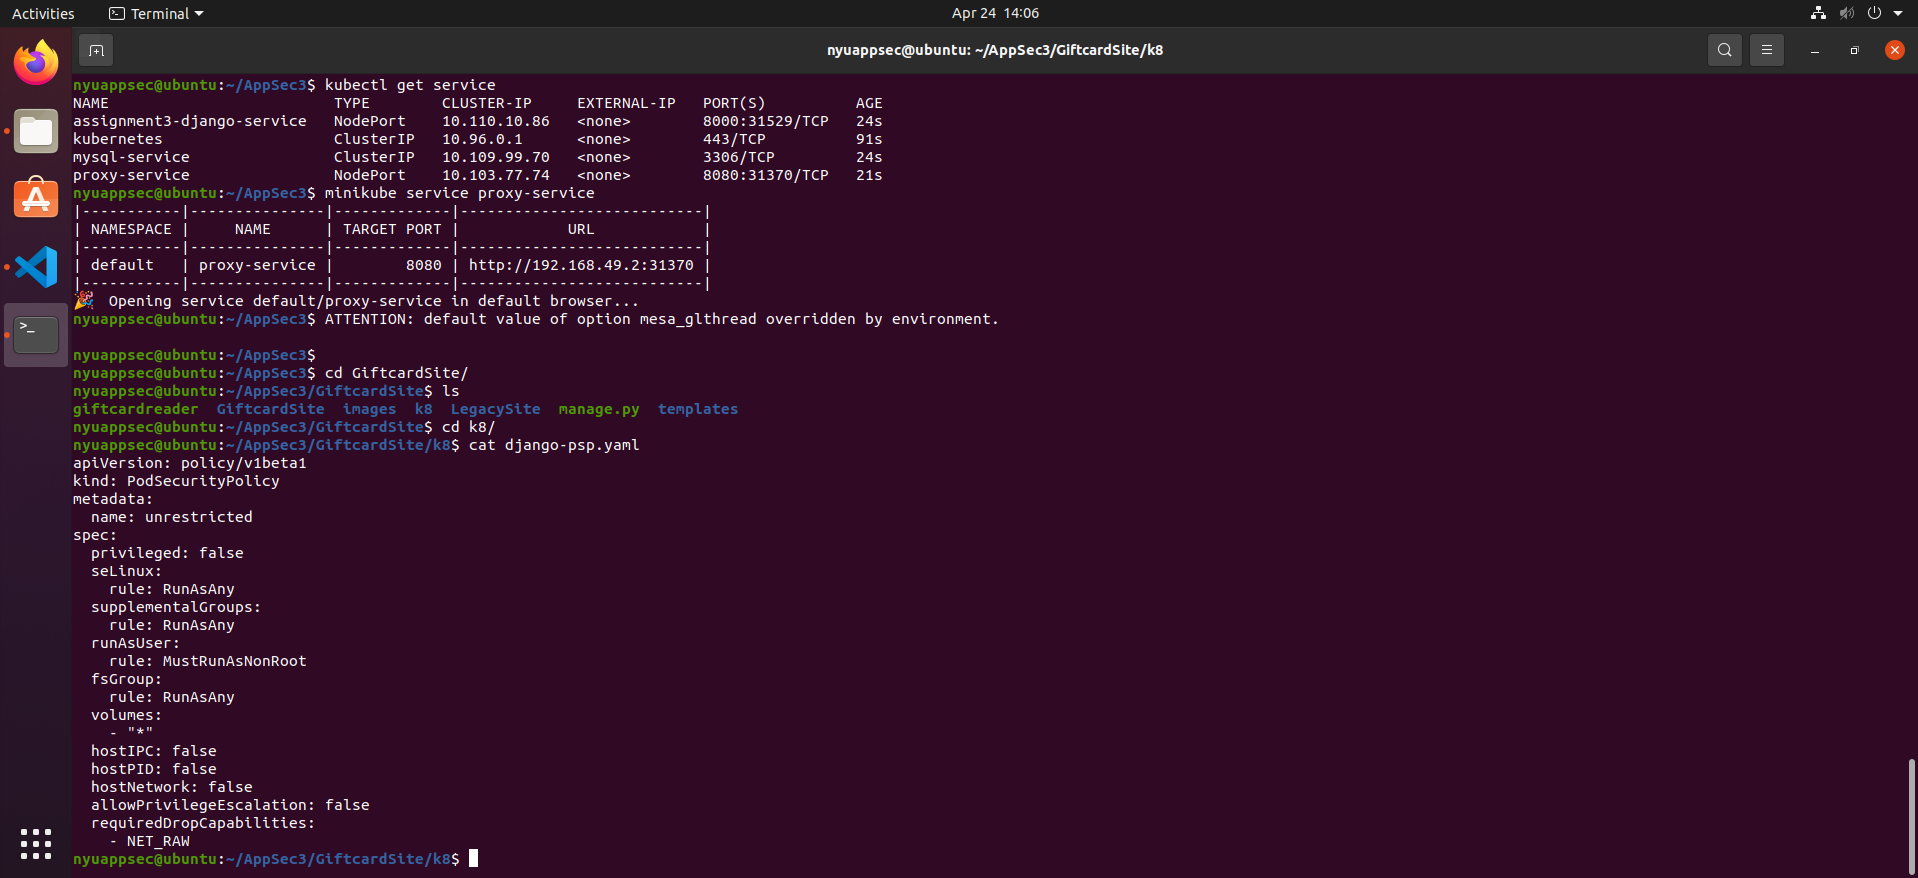 Activities
Terminal
Apr 24 14:06
nyuappsec@ubuntu: ~/AppSec3/GiftcardSite/k8
nyuappsec@ubuntu:~/AppSec3$ kubectl get service
NAME                         TYPE        CLUSTER-IP     EXTERNAL-IP   PORT(S)          AGE
assignment3-django-service   NodePort    10.110.10.86   <none>        8000:31529/TCP   24s
kubernetes                   ClusterIP   10.96.0.1      <none>        443/TCP          91s
mysql-service                ClusterIP   10.109.99.70   <none>        3306/TCP         24s
proxy-service                NodePort    10.103.77.74   <none>        8080:31370/TCP   21s
nyuappsec@ubuntu:~/AppSec3$ minikube service proxy-service
|-----------|---------------|-------------|---------------------------|
| NAMESPACE |     NAME      | TARGET PORT |            URL            |
|-----------|---------------|-------------|---------------------------|
| default   | proxy-service |        8080 | http://192.168.49.2:31370 |
|-----------|---------------|-------------|---------------------------|
🎉  Opening service default/proxy-service in default browser...
nyuappsec@ubuntu:~/AppSec3$ ATTENTION: default value of option mesa_glthread overridden by environment.
nyuappsec@ubuntu:~/AppSec3$
nyuappsec@ubuntu:~/AppSec3$ cd GiftcardSite/
nyuappsec@ubuntu:~/AppSec3/GiftcardSite$ ls
giftcardreader  GiftcardSite  images  k8  LegacySite  manage.py  templates
nyuappsec@ubuntu:~/AppSec3/GiftcardSite$ cd k8/
nyuappsec@ubuntu:~/AppSec3/GiftcardSite/k8$ cat django-psp.yaml
apiVersion: policy/v1beta1
kind: PodSecurityPolicy
metadata:
  name: unrestricted
spec:
  privileged: false
  seLinux:
    rule: RunAsAny
  supplementalGroups:
    rule: RunAsAny
  runAsUser:
    rule: MustRunAsNonRoot
  fsGroup:
    rule: RunAsAny
  volumes:
    - "*"
  hostIPC: false
  hostPID: false
  hostNetwork: false
  allowPrivilegeEscalation: false
  requiredDropCapabilities:
    - NET_RAW
nyuappsec@ubuntu:~/AppSec3/GiftcardSite/k8$